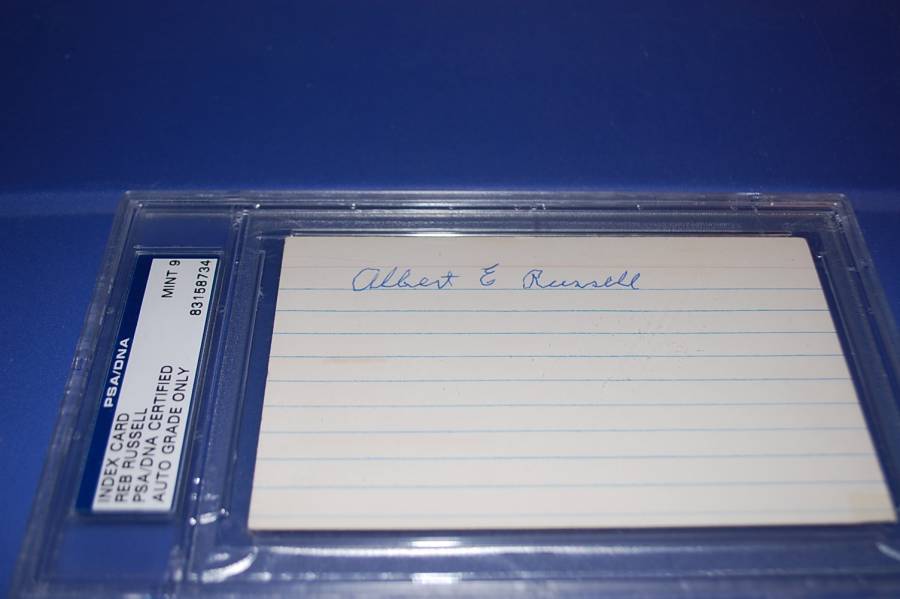 PSA/DNA
INDEX CARD
REB RUSSELL
PSA/DNA CERTIFIED
AUTO GRADE ONLY
MINT 9
83158734
Albert E Russell